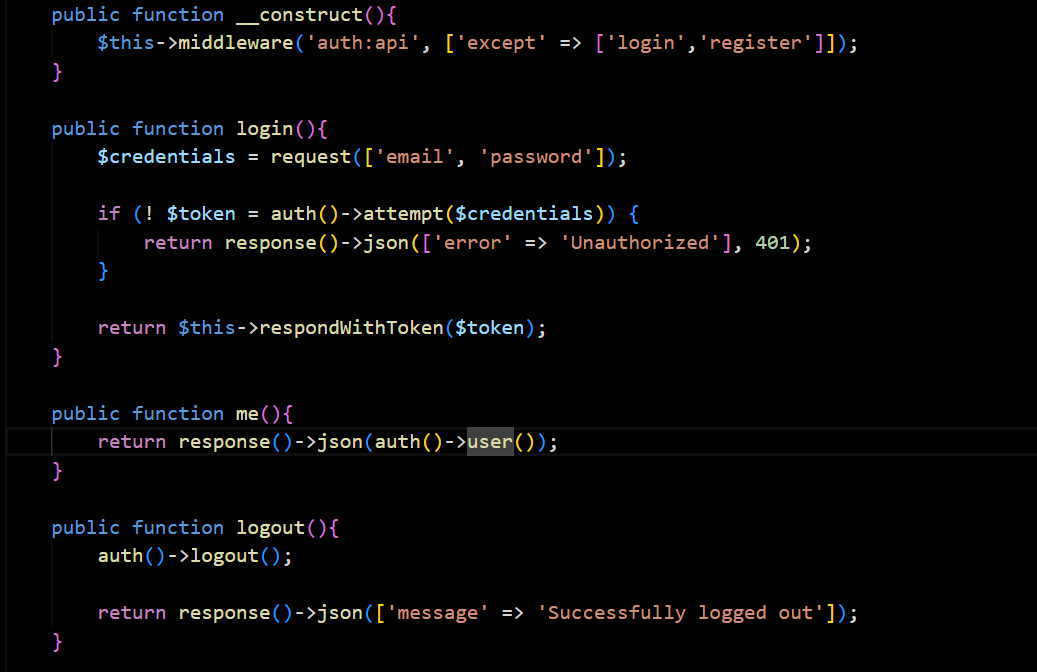 public function __construct(){
$this->middleware('auth:api', ['except' => ['login','register']]);
}
public function login(){
$credentials = request(['email', 'password']);
if (! $token = auth()->attempt($credentials)) {
return response()->json(['error' => 'Unauthorized'], 401);
}
return $this->respondWithToken($token);
}
public function me(){
return response()->json(auth()->user());
}
public function logout(){
auth()->logout();
return response()->json(['message' => 'Successfully logged out']);
}